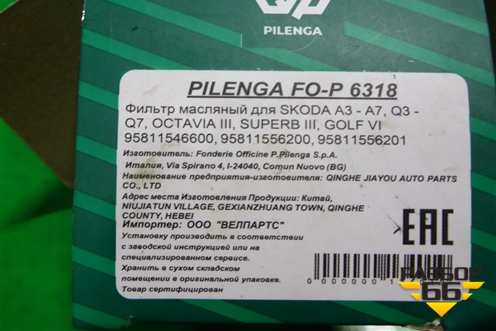 PILENGA
PILENGA FO-P 6318
Фильтр масляный для SKODA A3 - A7, Q3 -
Q7, OCTAVIA III, SUPERB III, GOLF VI
95811546600, 95811556200, 95811556201
Изготовитель: Fonderie Officine P.Pilenga S.p.A.
Италия, Via Spirano 4, I-24040, Comun Nuovo (BG)
Наименование предприятия-изготовителя: QINGHE JIAYOU AUTO PARTS
CO., LTD
Адрес места Изготовления Продукции: Китай,
NIUJIATUN VILLAGE, GEXIANZHUANG TOWN, QINGHE
COUNTY, HEBEI
Импортер: ООО "ВЕЛПАРТС"
Установку производить в соответствии
с заводской инструкцией или на
специализированном сервисе.
Хранить в сухом складском
помещении в оригинальной упаковке.
Товар сертифицирован
EAC
РАЗБОР
66